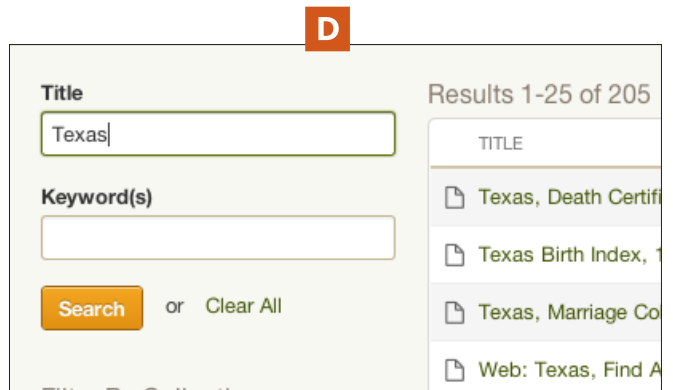 D
Title
Texas
Keyword(s)
Search or Clear All
Results 1-25 of 205
TITLE
Texas, Death Certifi
Texas Birth Index, 1
Texas, Marriage Col
Web: Texas, Find A